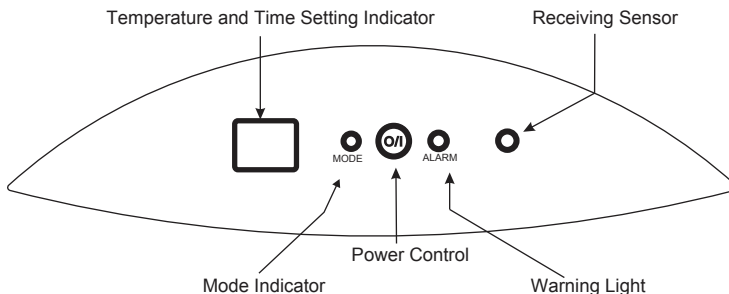 Temperature and Time Setting Indicator
Receiving Sensor
O/I
MODE
ALARM
Power Control
Mode Indicator
Warning Light